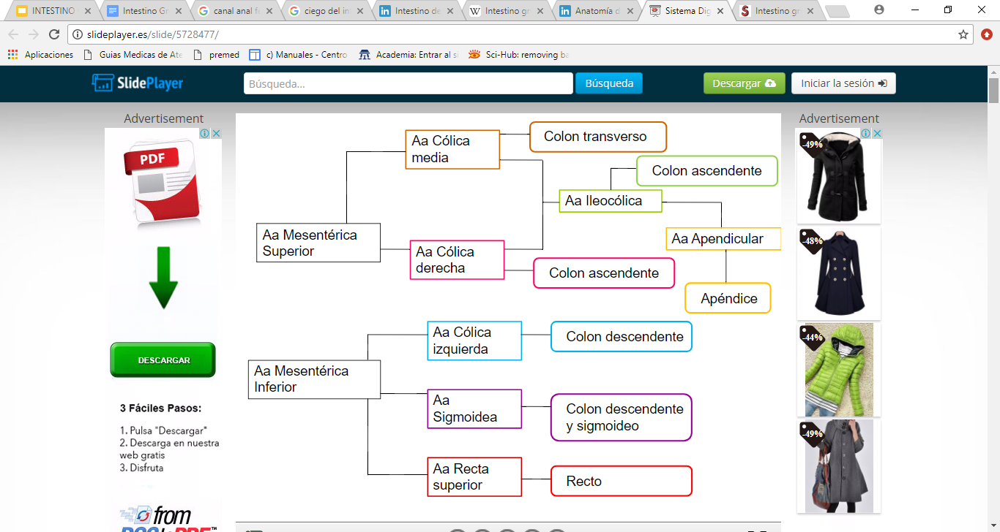 INTESTINO
Intestino Gr
canal anal f
ciego del in
Intestino de
Intestino gr
Anatomía d
Sistema Dig
Intestino gr
slideplayer.es/slide/5728477/
Aplicaciones
Guias Medicas de Ate
premed
c) Manuales - Centro
Academia: Entrar al si
Sci-Hub: removing ba
SlidePlayer
Búsqueda...
Búsqueda
Descargar
Iniciar la sesión
Advertisement
PDF
DESCARGAR
3 Fáciles Pasos:
1. Pulsa "Descargar"
2. Descarga en nuestra
web gratis
3. Disfruta
from
Aa Cólica
media
Colon transverso
Colon ascendente
Aa Ileocólica
Aa Mesentérica
Superior
Aa Cólica
derecha
Aa Apendicular
Colon ascendente
Apéndice
Aa Cólica
izquierda
Colon descendente
Aa Mesentérica
Inferior
Aa
Sigmoidea
Colon descendente
y sigmoideo
Aa Recta
superior
Recto
Advertisement
-49%
-48%
-44%
-49%